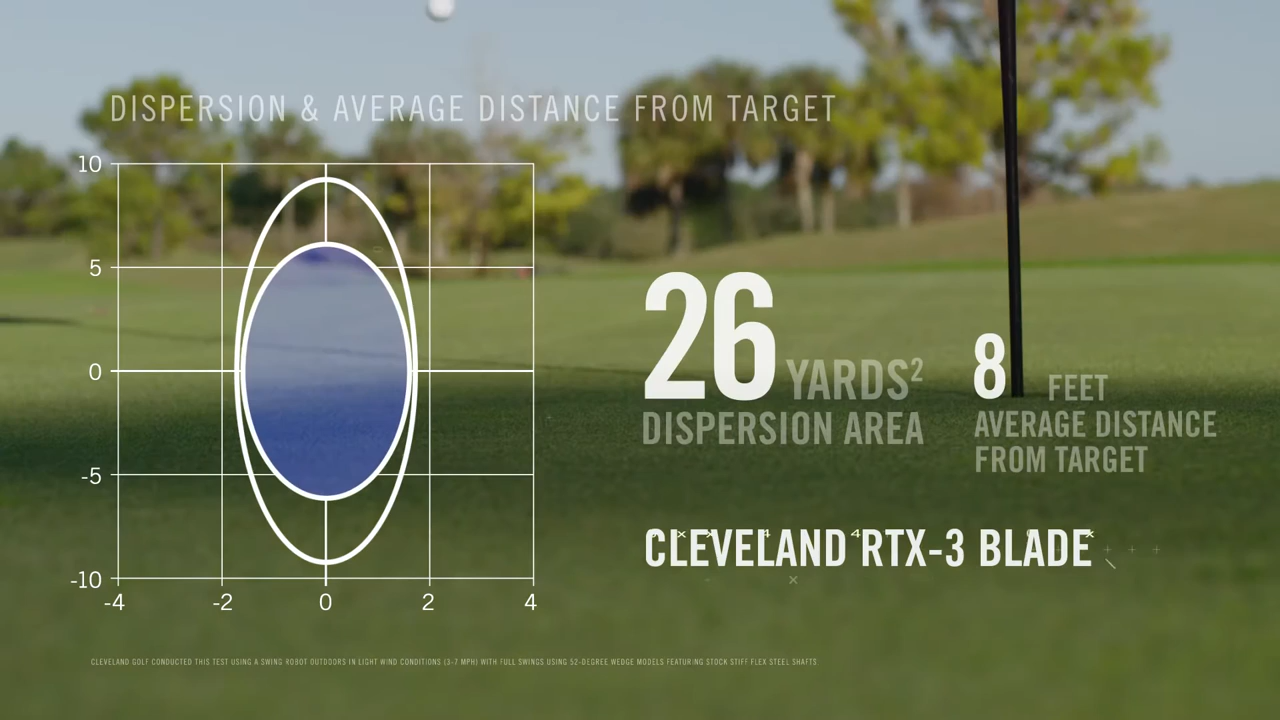 DISPERSION & AVERAGE DISTANCE FROM TARGET
10
5
0
-5
-10
-4 -2 0 2 4
26 YARDS²
DISPERSION AREA
8 FEET
AVERAGE DISTANCE
FROM TARGET
CLEVELAND RTX-3 BLADE
CLEVELAND GOLF CONDUCTED THIS TEST USING A SWING ROBOT OUTDOORS IN LIGHT WIND CONDITIONS (3-7 MPH) WITH FULL SWINGS USING 52-DEGREE WEDGE MODELS FEATURING STOCK STIFF FLEX STEEL SHAFTS